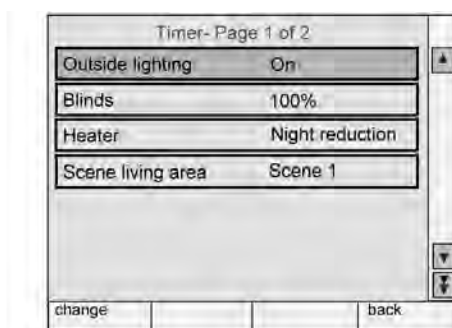 Timer- Page 1 of 2
Outside lighting On
Blinds 100%
Heater Night reduction
Scene living area Scene 1
change back